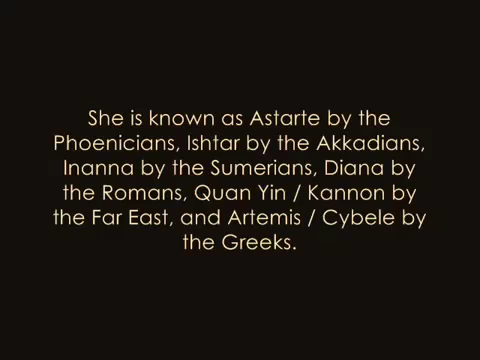 She is known as Astarte by the
Phoenicians, Ishtar by the Akkadians,
Inanna by the Sumerians, Diana by
the Romans, Quan Yin / Kannon by
the Far East, and Artemis / Cybele by
the Greeks.